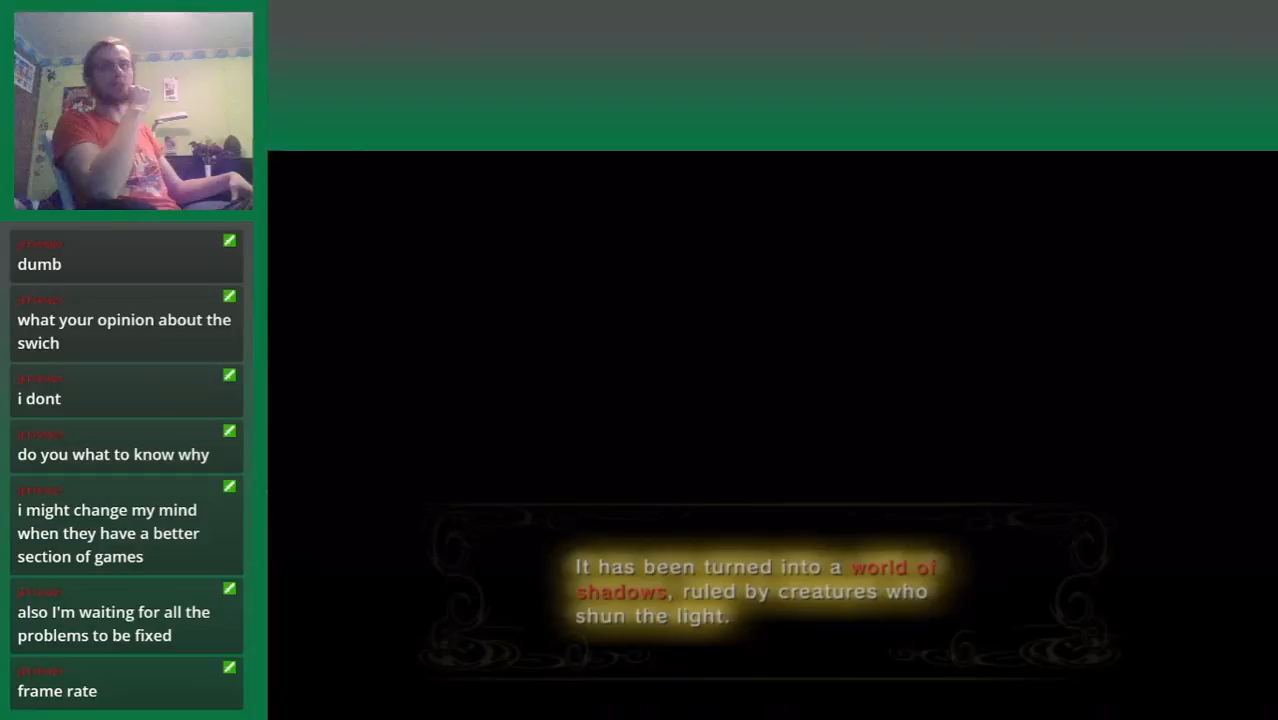 dumb
what your opinion about the
swich
i dont
do you what to know why
i might change my mind
when they have a better
section of games
also I'm waiting for all the
problems to be fixed
frame rate
It has been turned into a world of
shadows, ruled by creatures who
shun the light.